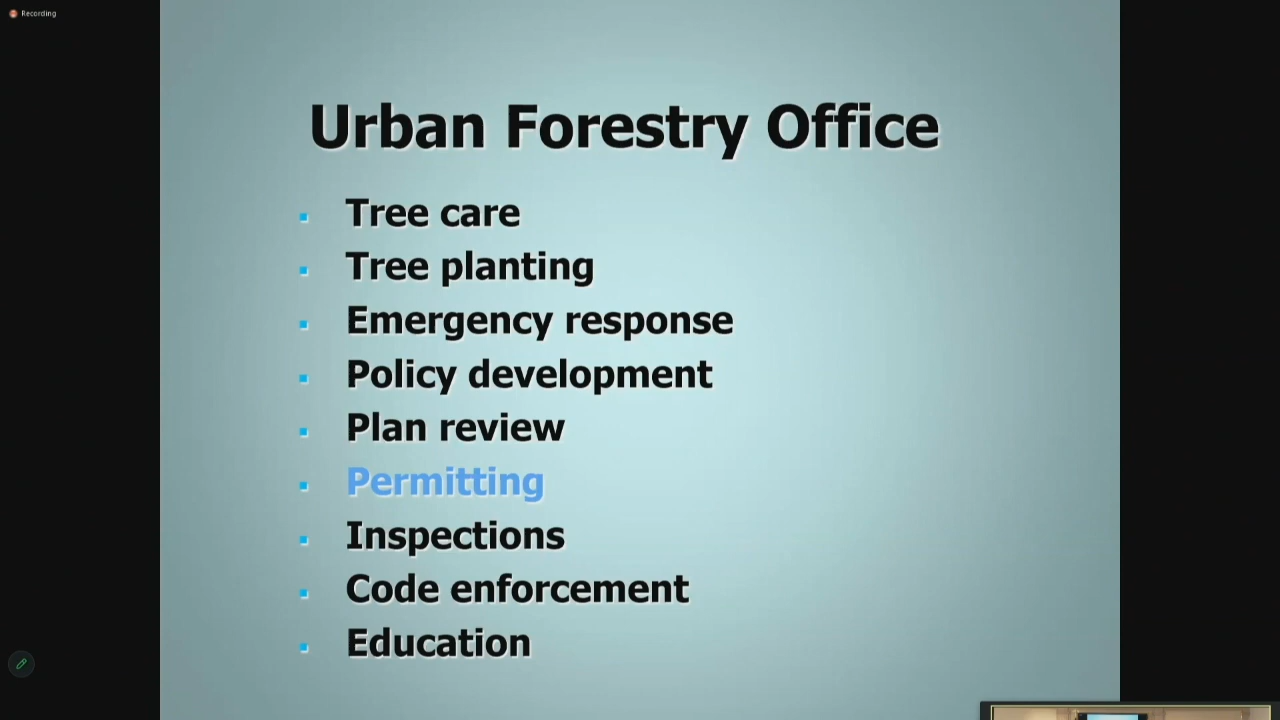 Recording
Urban Forestry Office
Tree care
Tree planting
Emergency response
Policy development
Plan review
Permitting
Inspections
Code enforcement
Education